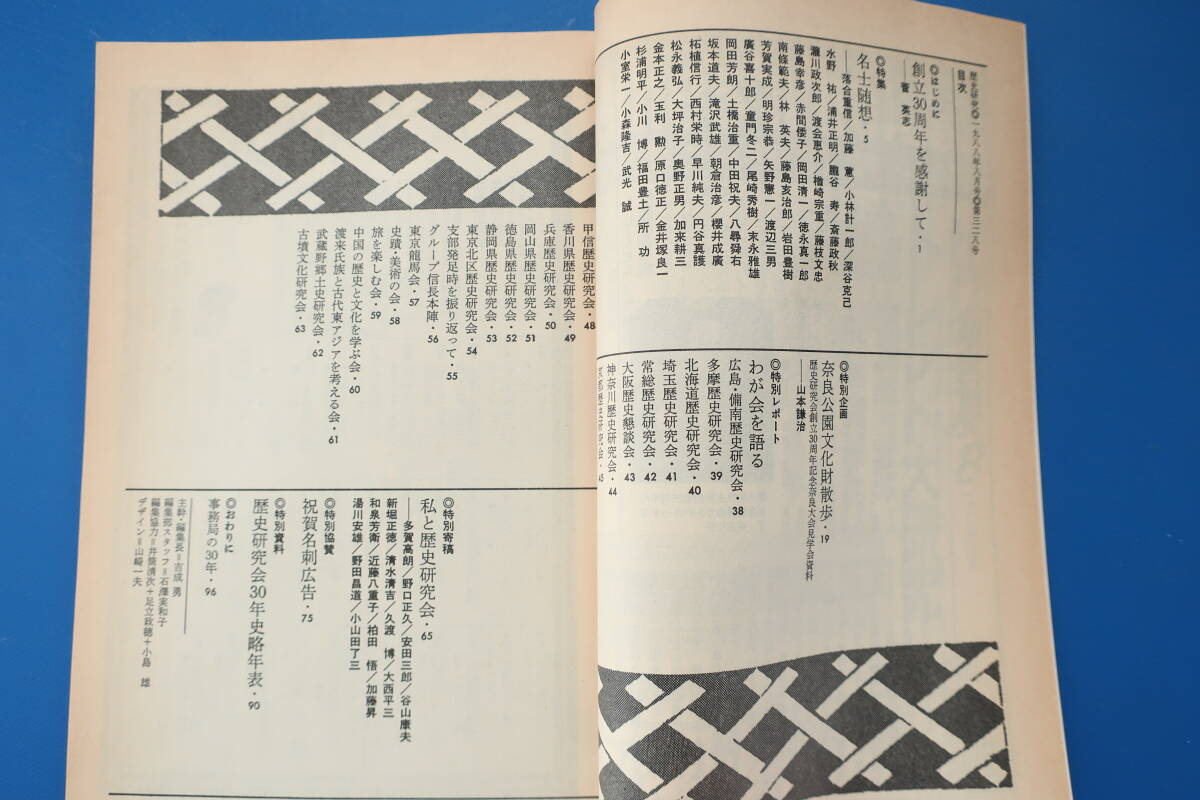 歴史研究◎一九八八年八月号◎第三二八号
目次
◎はじめに
創立30周年を感謝して・1
――菅 英志
◎特集
名士随想・5
――落合重信/加藤 蕙/小林計一郎/深谷克己
水野 祐/浦井正明/朧谷 寿/斎藤政秋
瀧川政次郎/渡会恵介/楢崎宗重/藤枝文忠
藤島幸彦/赤間倭子/岡田清一/徳永真一郎
南條範夫/林 英夫/藤島亥治郎/岩田豊樹
芳賀実成/明珍宗恭/矢野憲一/渡辺三男
廣谷喜十郎/童門冬二/尾崎秀樹/末永雅雄
岡田芳朗/土橋治重/中田祝夫/八尋舜右
坂本道夫/滝沢武雄/朝倉治彦/櫻井成廣
柘植信行/西村栄時/早川純夫/円谷真護
松永義弘/大坪治子/奥野正男/加来耕三
金本正之/玉利 勲/原口徳正/金井塚良一
杉浦明平/小川 博/福田豊土/所 功
小室栄一/小森隆吉/武光 誠
◎特別企画
奈良公園文化財散歩・19
歴史研究会創立30周年記念奈良大会見学会資料
――山本謙治
◎特別レポート
わが会を語る
広島・備南歴史研究会・38
多摩歴史研究会・39
北海道歴史研究会・40
埼玉歴史研究会・41
常総歴史研究会・42
大阪歴史懇談会・43
神奈川歴史研究会・44
京都歴史研究会・45
甲信歴史研究会・48
香川県歴史研究会・49
兵庫歴史研究会・50
岡山県歴史研究会・51
徳島県歴史研究会・52
静岡県歴史研究会・53
東京北区歴史研究会・54
支部発足時を振り返って・55
グループ信長本陣・56
東京龍馬会・57
史蹟・美術の会・58
旅を楽しむ会・59
中国の歴史と文化を学ぶ会・60
渡来氏族と古代東アジアを考える会・61
武蔵野郷土史研究会・62
古墳文化研究会・63
◎特別寄稿
私と歴史研究会・65
――多賀高朗/野口正久/安田三郎/谷山庫夫
新堀正徳/清水清吉/久渡 博/大西平三
和泉芳衛/近藤八重子/柏田 悟/加藤昇
湯川安雄/野田昌道/小山田了三
◎特別協賛
祝賀名刺広告・75
◎特別資料
歴史研究会30年史略年表・90
◎おわりに
事務局の30年・96
主幹・編集長=吉成 勇
編集部スタッフ=石澤実和子
編集協力=井筒清次+足立政穂+小島 雄
デザイン=山崎一夫